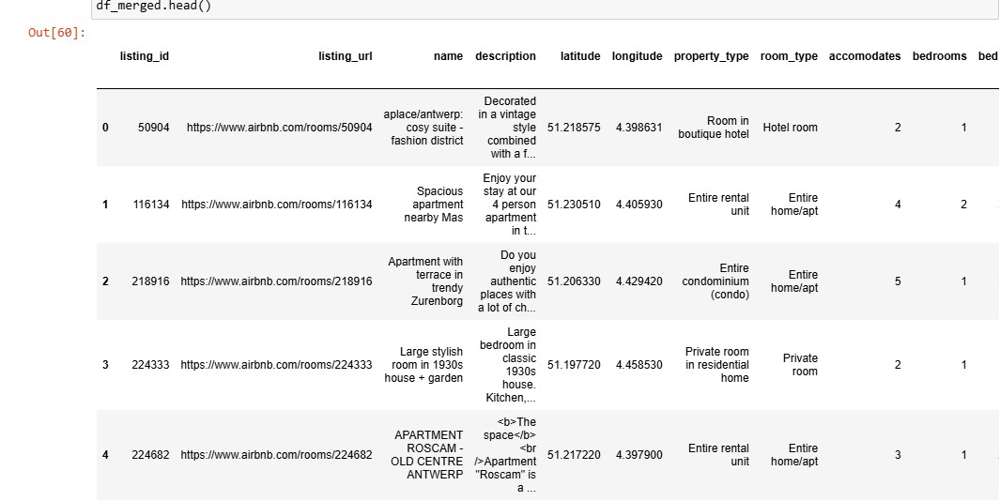 df_merged.head()
Out[60]:
listing_id listing_url name description latitude longitude property_type room_type accomodates bedrooms bed
0 50904 https://www.airbnb.com/rooms/50904 aplace/antwerp: cosy suite - fashion district Decorated in a vintage style combined with a f... 51.218575 4.398631 Room in boutique hotel Hotel room 2 1
1 116134 https://www.airbnb.com/rooms/116134 Spacious apartment nearby Mas Enjoy your stay at our 4 person apartment in t... 51.230510 4.405930 Entire rental unit Entire home/apt 4 2
2 218916 https://www.airbnb.com/rooms/218916 Apartment with terrace in trendy Zurenborg Do you enjoy authentic places with a lot of ch... 51.206330 4.429420 Entire condominium (condo) Entire home/apt 5 1
3 224333 https://www.airbnb.com/rooms/224333 Large stylish room in 1930s house + garden Large bedroom in classic 1930s house. Kitchen,... 51.197720 4.458530 Private room in residential home Private room 2 1
4 224682 https://www.airbnb.com/rooms/224682 APARTMENT ROSCAM - OLD CENTRE ANTWERP <b>The space</b><br />Apartment "Roscam" is a ... 51.217220 4.397900 Entire rental unit Entire home/apt 3 1